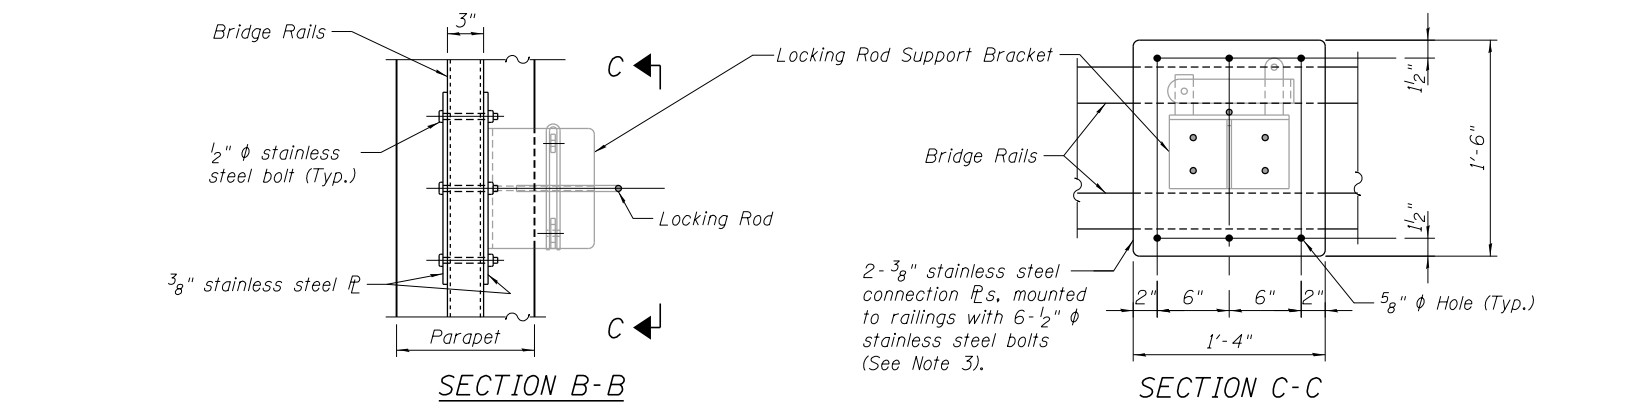 3"
Bridge Rails
C
1/2" ϕ stainless
steel bolt (Typ.)
Locking Rod
3/8" stainless steel ℄
C
Parapet
SECTION B-B
Locking Rod Support Bracket
1 1/2"
1'-6"
Bridge Rails
1 1/2"
2- 3/8" stainless steel
connection PLs, mounted
to railings with 6-1/2" ϕ
stainless steel bolts
(See Note 3).
2" 6" 6" 2"
5/8" ϕ Hole (Typ.)
1'-4"
SECTION C-C